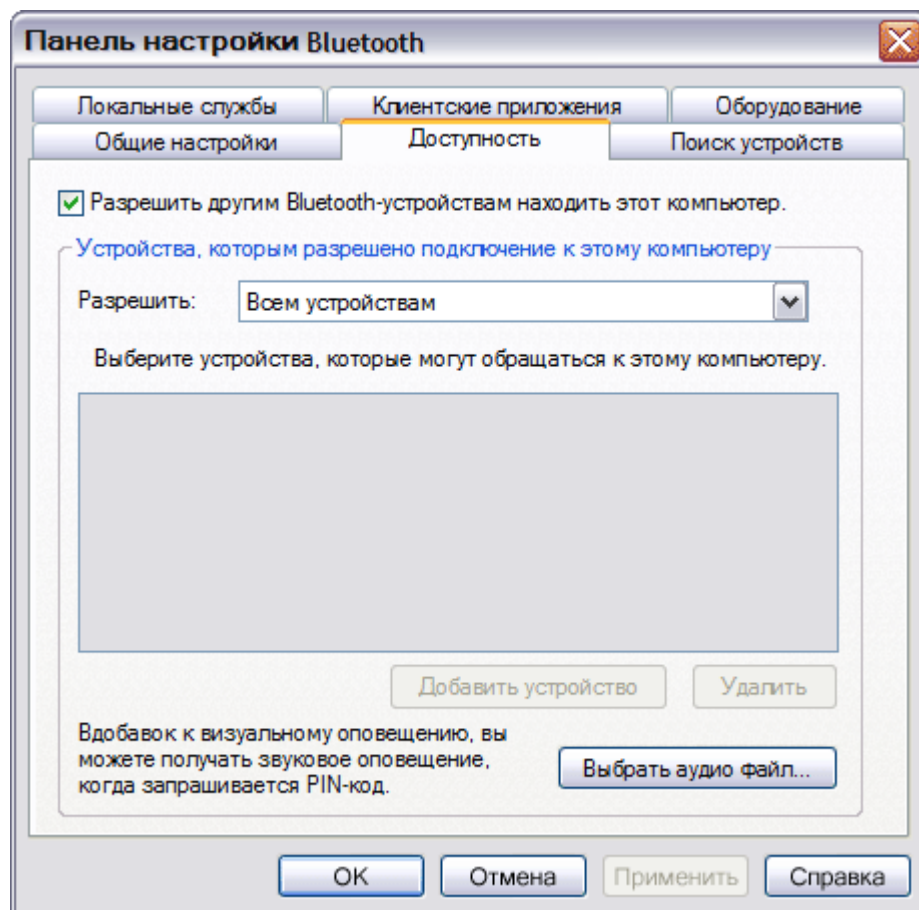 Панель настройки Bluetooth
Локальные службы Клиентские приложения Оборудование
Общие настройки Доступность Поиск устройств
Разрешить другим Bluetooth-устройствам находить этот компьютер.
Устройства, которым разрешено подключение к этому компьютеру
Разрешить: Всем устройствам
Выберите устройства, которые могут обращаться к этому компьютеру.
Добавить устройство Удалить
Вдобавок к визуальному оповещению, вы
можете получать звуковое оповещение,
когда запрашивается PIN-код.
Выбрать аудио файл...
OK Отмена Применить Справка